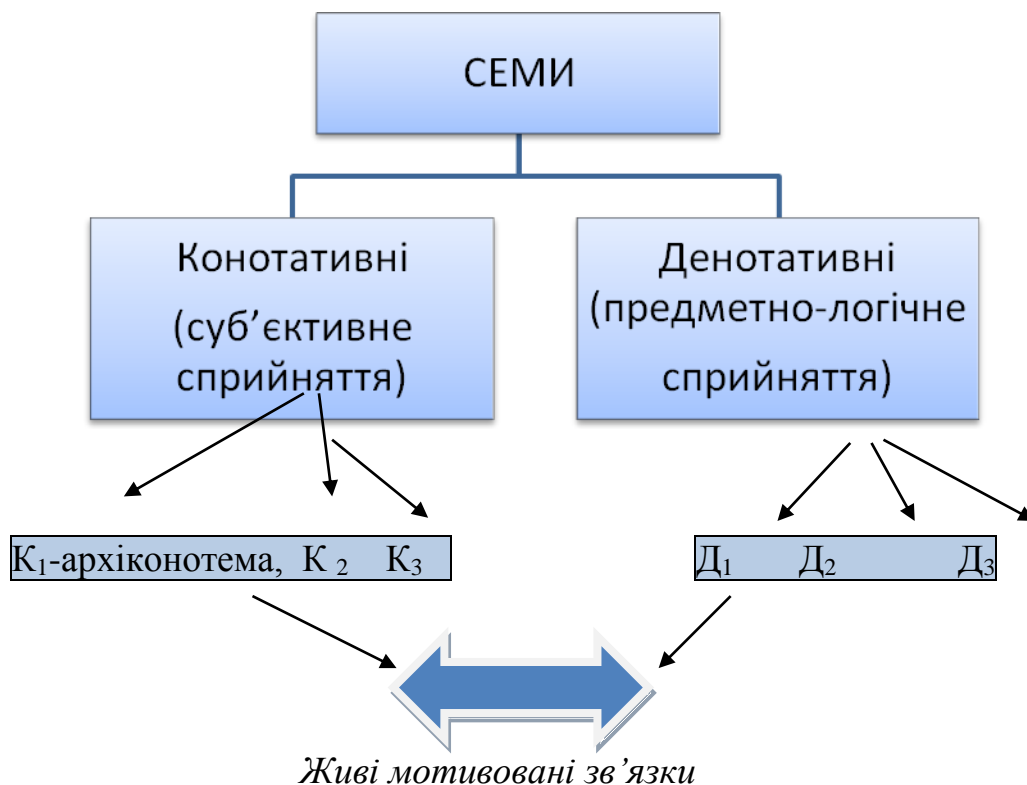 СЕМИ
Конотативні
(суб’єктивне
сприйняття)
Денотативні
(предметно-логічне
сприйняття)
К₁-архіконотема, К ₂ К₃
Д₁ Д₂ Д₃
Живі мотивовані зв’язки